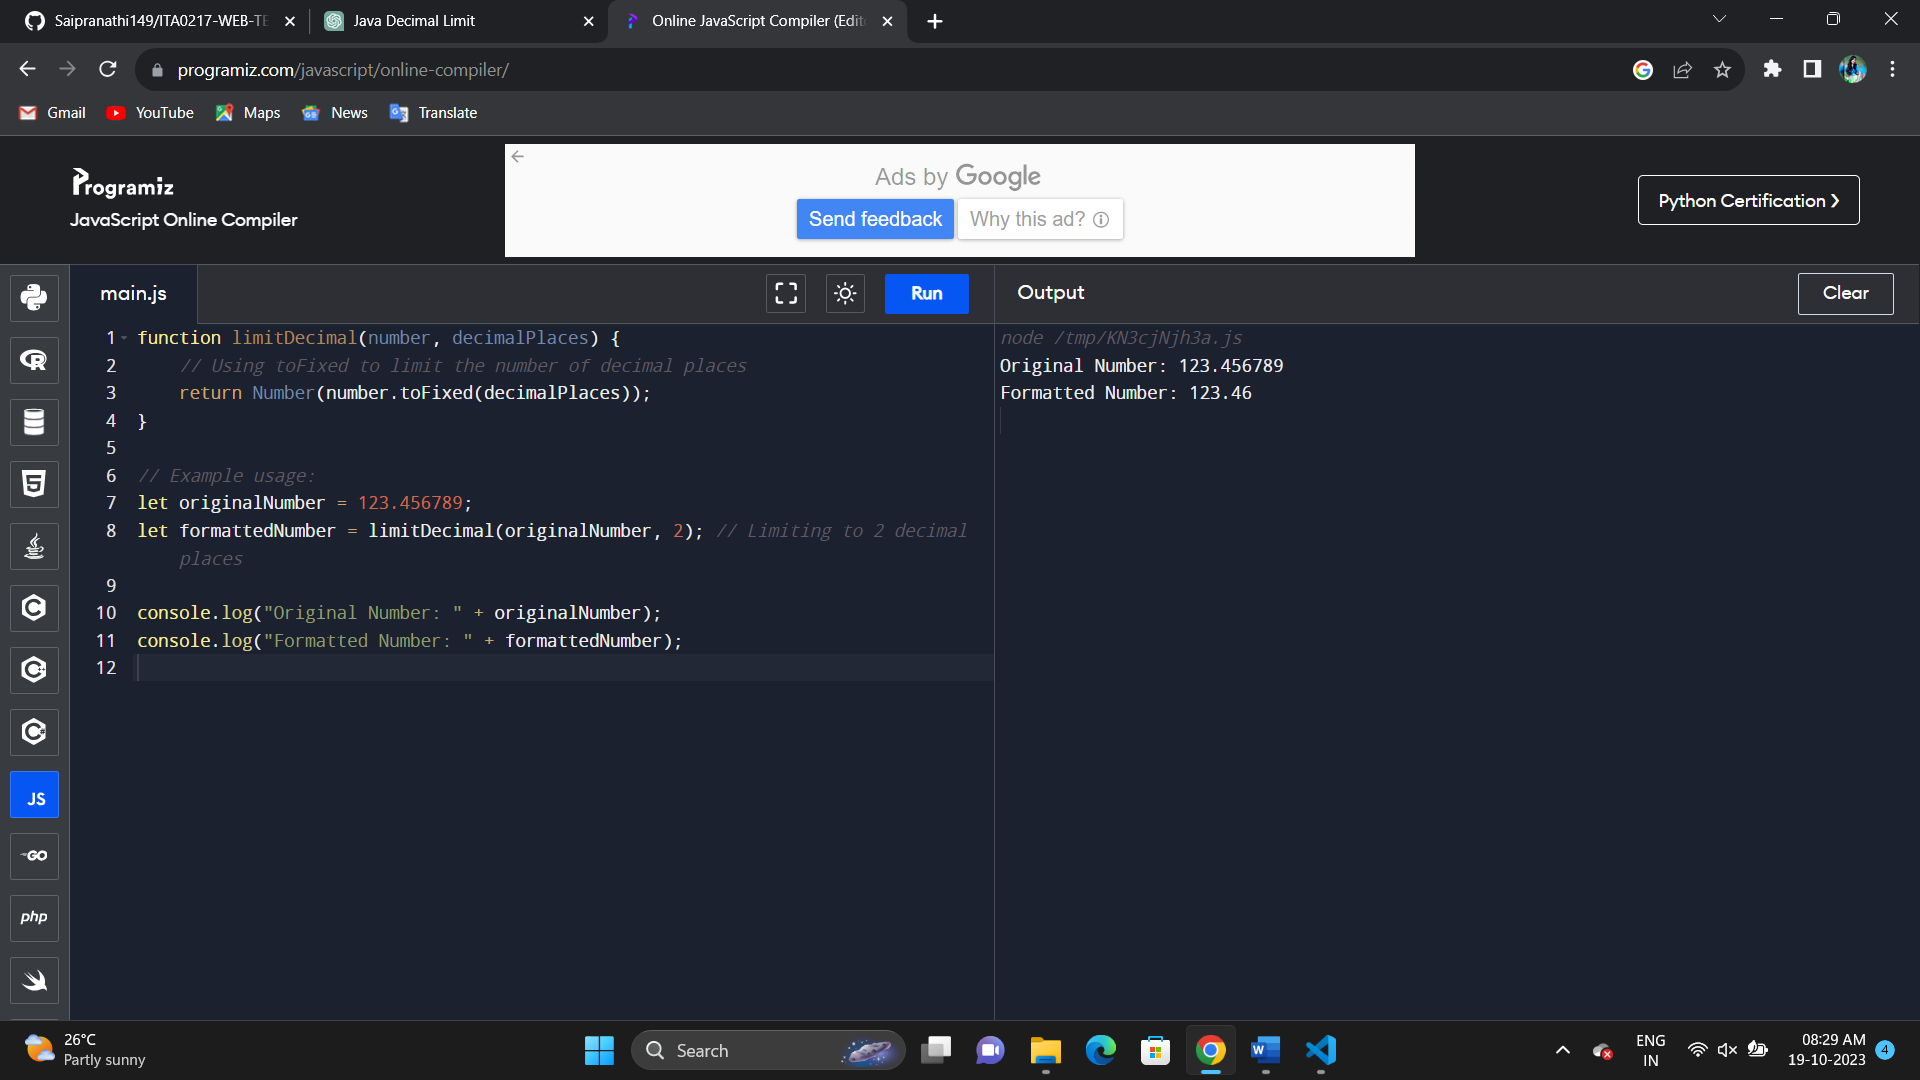 Saipranathi149/ITA0217-WEB-TE
Java Decimal Limit
Online JavaScript Compiler (Edit
programiz.com/javascript/online-compiler/
Gmail
YouTube
Maps
News
Translate
Programiz
JavaScript Online Compiler
Ads by Google
Send feedback
Why this ad?
Python Certification ❯
main.js
Run
Output
Clear
1 function limitDecimal(number, decimalPlaces) {
2 // Using toFixed to limit the number of decimal places
3 return Number(number.toFixed(decimalPlaces));
4 }
5
6 // Example usage:
7 let originalNumber = 123.456789;
8 let formattedNumber = limitDecimal(originalNumber, 2); // Limiting to 2 decimal
places
9
10 console.log("Original Number: " + originalNumber);
11 console.log("Formatted Number: " + formattedNumber);
12
node /tmp/KN3cjNjh3a.js
Original Number: 123.456789
Formatted Number: 123.46
R
5
C
C++
C#
JS
GO
php
26°C
Partly sunny
Search
W
ENG
IN
08:29 AM
19-10-2023
4